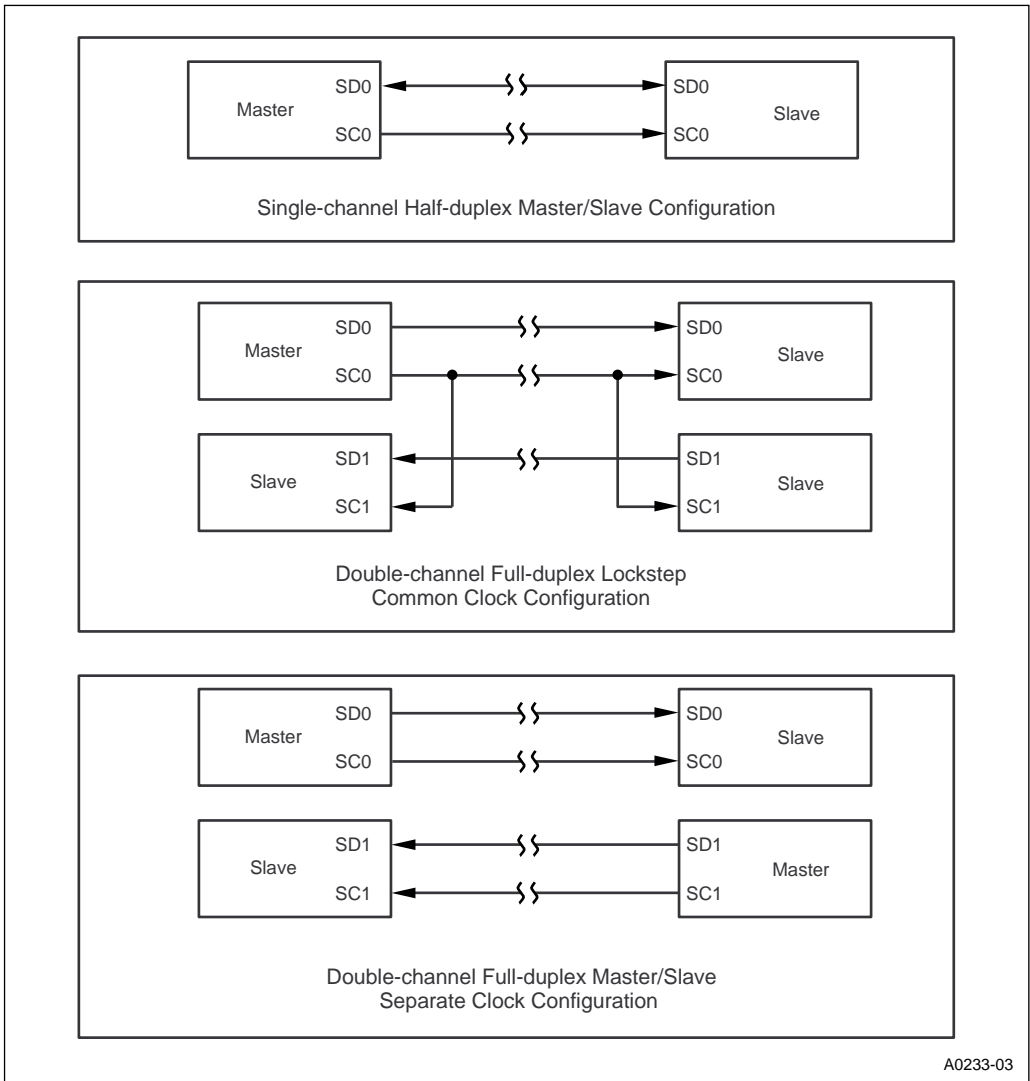 SD0
SD0
Master
Slave
SC0
SC0
Single-channel Half-duplex Master/Slave Configuration
SD0
SD0
Master
Slave
SC0
SC0
SD1
SD1
Slave
Slave
SC1
SC1
Double-channel Full-duplex Lockstep
Common Clock Configuration
SD0
SD0
Master
Slave
SC0
SC0
SD1
SD1
Slave
Master
SC1
SC1
Double-channel Full-duplex Master/Slave
Separate Clock Configuration
A0233-03